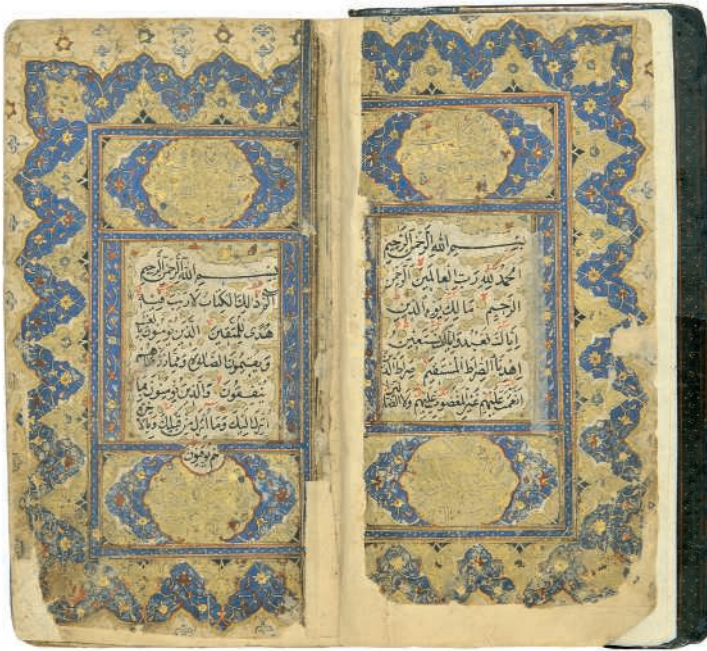 بسم الله الرحمن الرحيم
الحمد لله رب العالمين الرحمن
الرحيم مالك يوم الدين
اياك نعبد واياك نستعين
اهدنا الصراط المستقيم صراط الذين
انعمت عليهم غير المغضوب عليهم ولا الضالين
بسم الله الرحمن الرحيم
الم ذلك الكتاب لا ريب فيه
هدى للمتقين الذين يؤمنون بالغيب
ويقيمون الصلوة ومما رزقناهم
ينفقون والذين يؤمنون بما
انزل اليك وما انزل من قبلك وبالاخرة
هم يوقنون